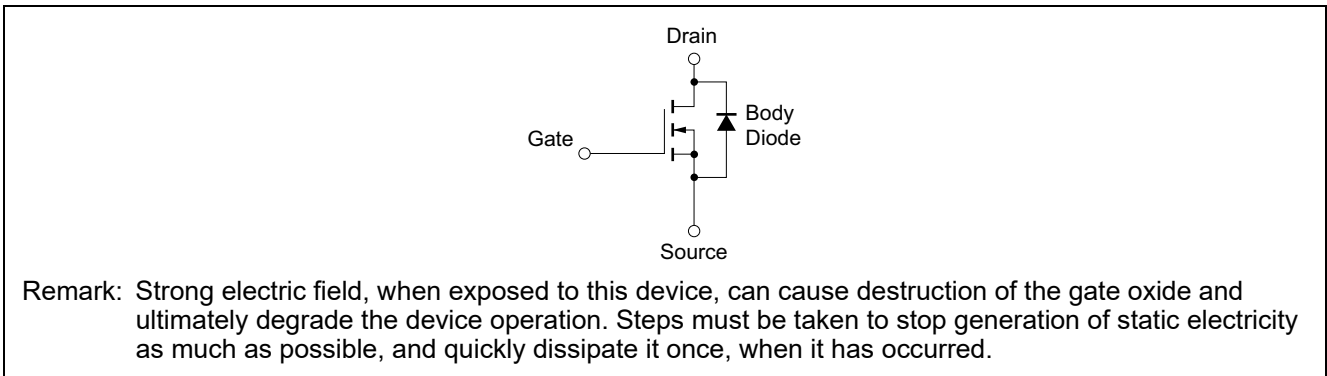 Drain
Body
Diode
Gate
Source
Remark: Strong electric field, when exposed to this device, can cause destruction of the gate oxide and
ultimately degrade the device operation. Steps must be taken to stop generation of static electricity
as much as possible, and quickly dissipate it once, when it has occurred.